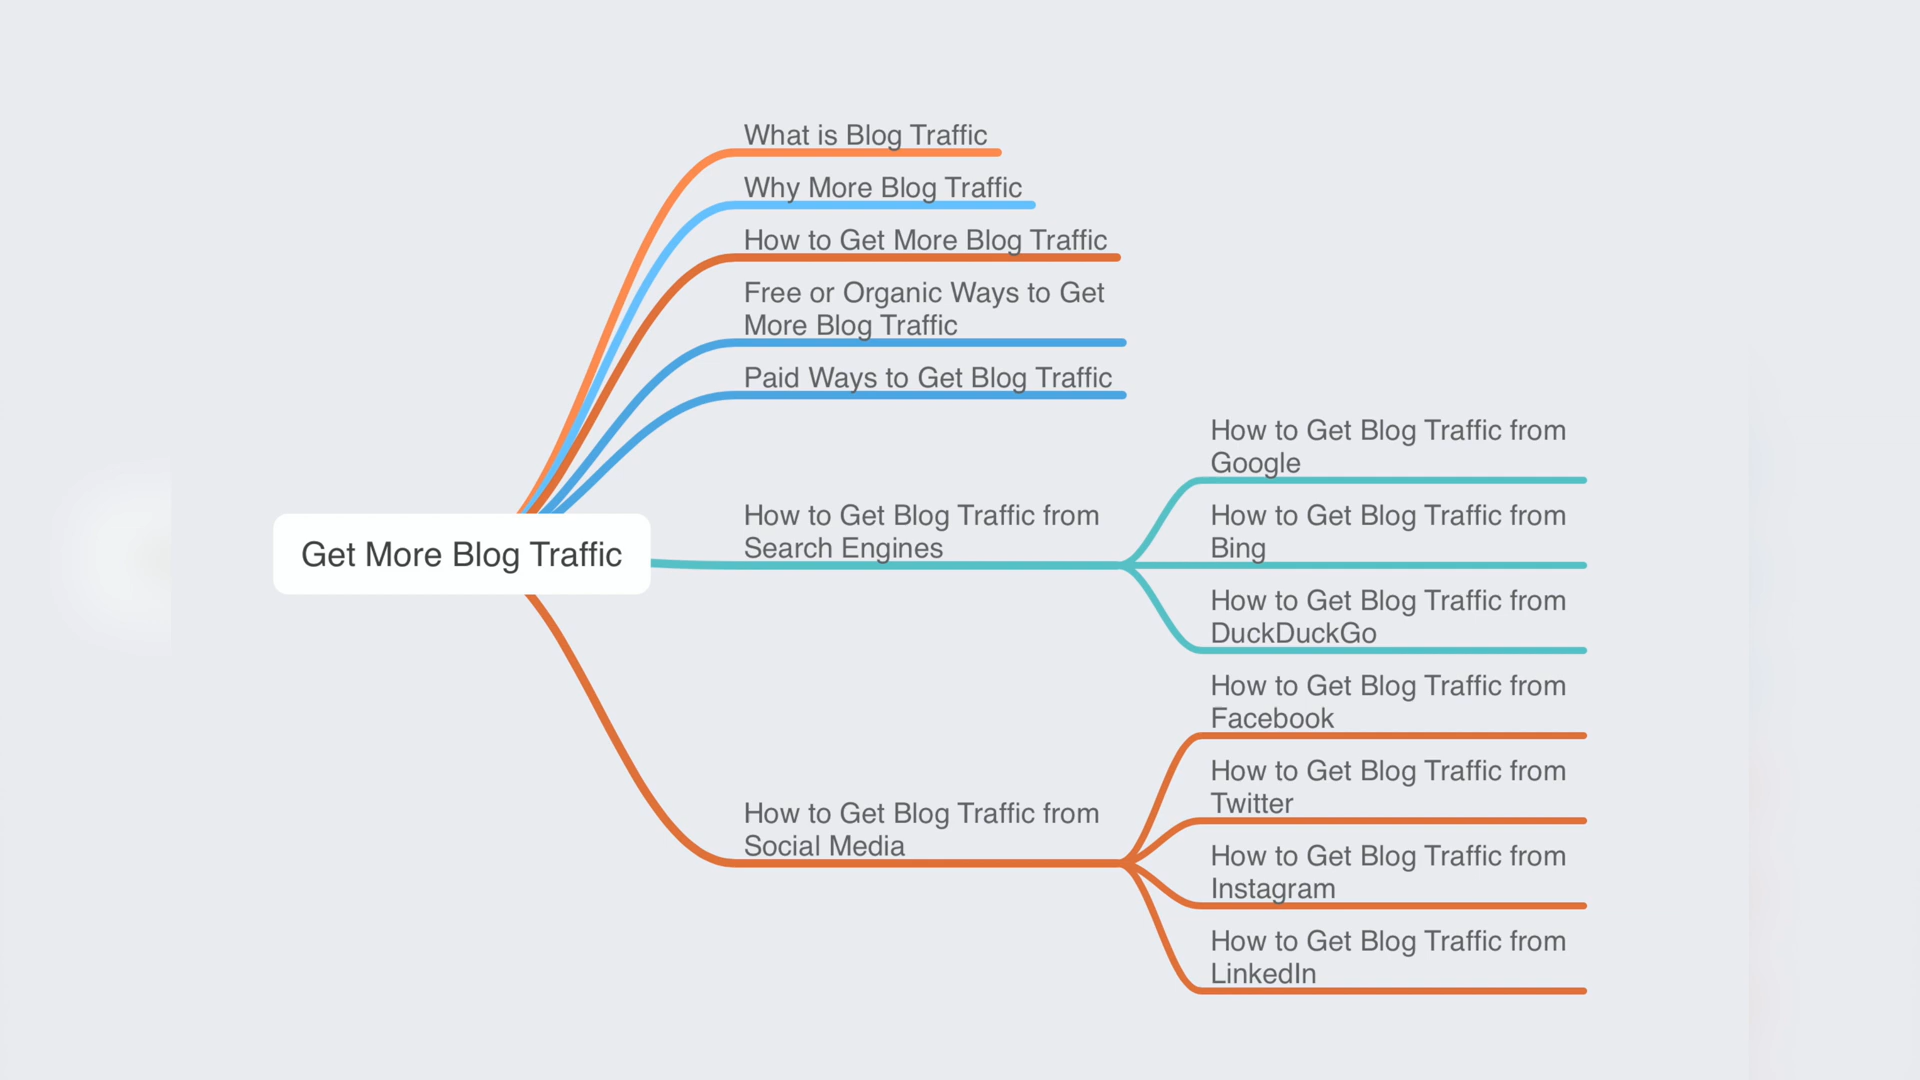 What is Blog Traffic
Why More Blog Traffic
How to Get More Blog Traffic
Free or Organic Ways to Get
More Blog Traffic
Paid Ways to Get Blog Traffic
Get More Blog Traffic
How to Get Blog Traffic from
Search Engines
How to Get Blog Traffic from
Google
How to Get Blog Traffic from
Bing
How to Get Blog Traffic from
DuckDuckGo
How to Get Blog Traffic from
Social Media
How to Get Blog Traffic from
Facebook
How to Get Blog Traffic from
Twitter
How to Get Blog Traffic from
Instagram
How to Get Blog Traffic from
LinkedIn